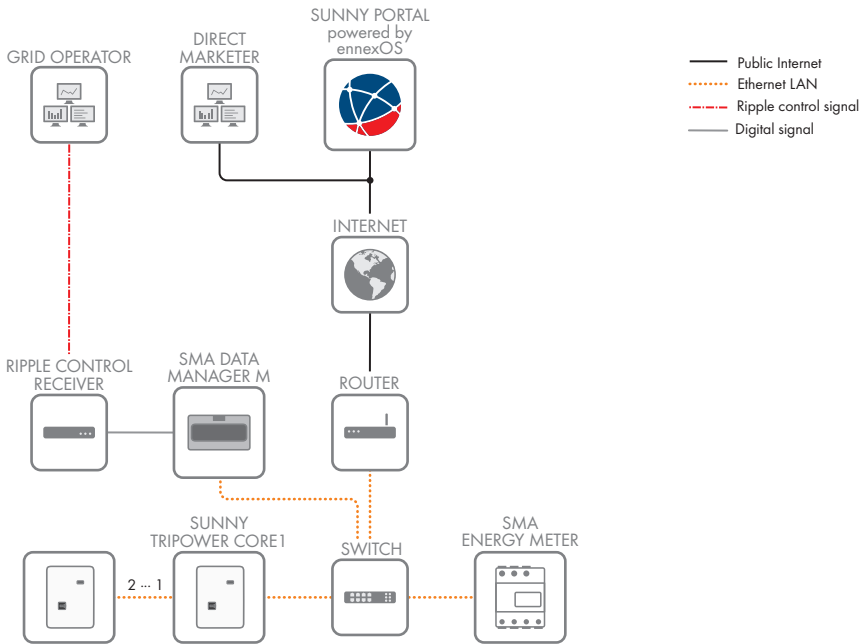 SUNNY PORTAL
powered by
ennexOS
DIRECT
MARKETER
GRID OPERATOR
Public Internet
Ethernet LAN
Ripple control signal
Digital signal
INTERNET
RIPPLE CONTROL
RECEIVER
SMA DATA
MANAGER M
ROUTER
SUNNY
TRIPOWER CORE1
SWITCH
SMA
ENERGY METER
2 ··· 1